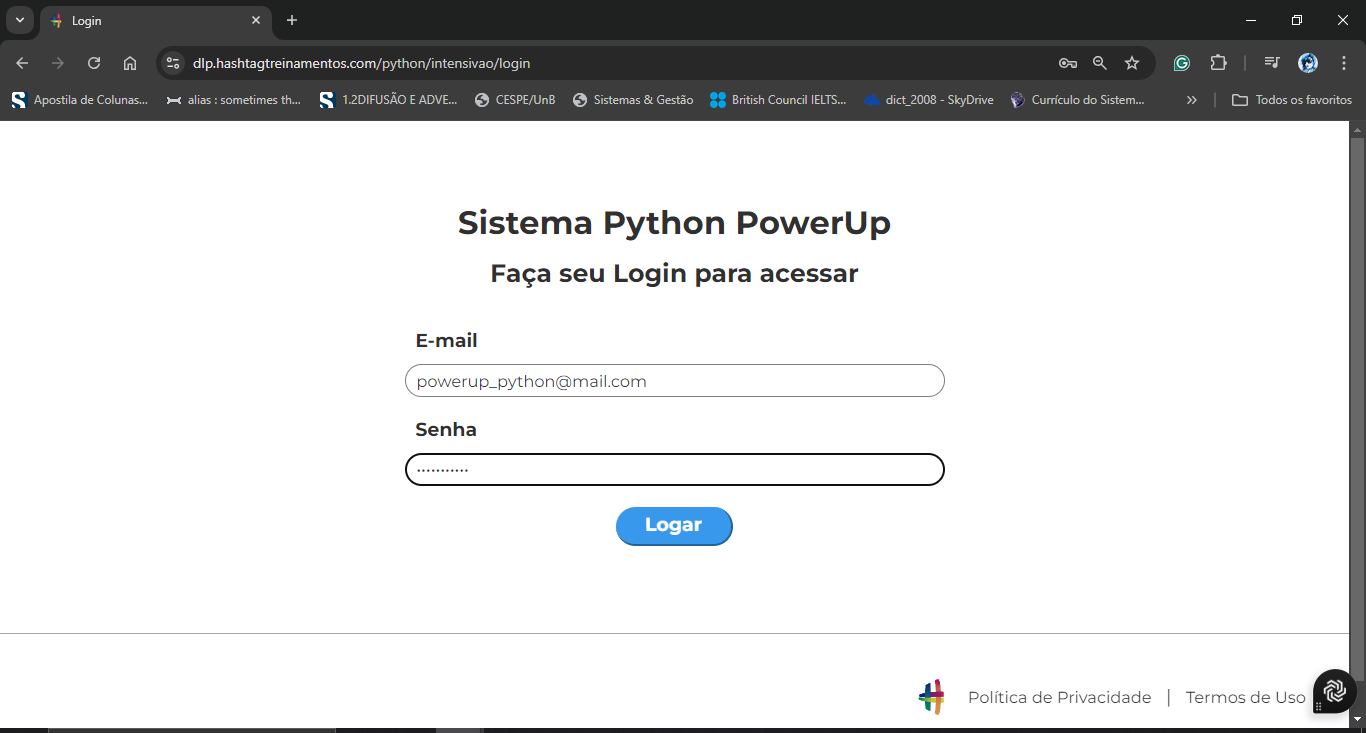 Login
dlp.hashtagtreinamentos.com/python/intensivao/login
Apostila de Colunas... alias : sometimes th... 1.2DIFUSÃO E ADVE... CESPE/UnB Sistemas & Gestão British Council IELTS... dict_2008 - SkyDrive Currículo do Sistem... Todos os favoritos
Sistema Python PowerUp
Faça seu Login para acessar
E-mail
powerup_python@mail.com
Senha
···········
Logar
Política de Privacidade | Termos de Uso